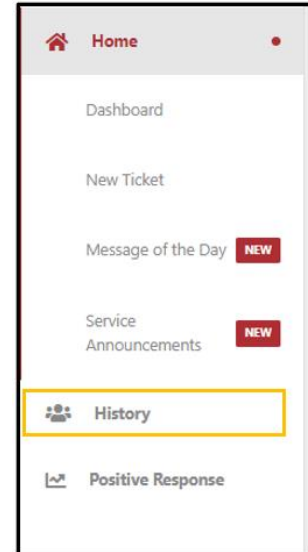 Home
Dashboard
New Ticket
Message of the Day NEW
Service
Announcements NEW
History
Positive Response